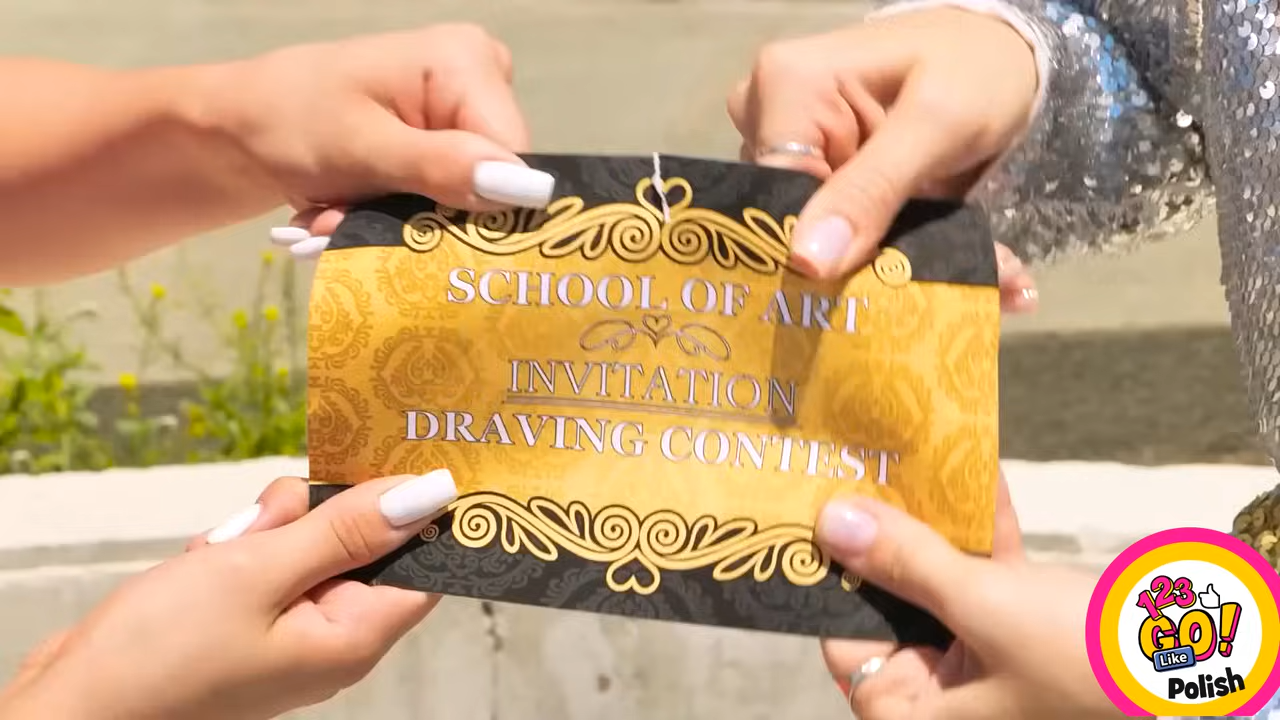 SCHOOL OF ART
INVITATION
DRAVING CONTEST
123
GO!
Like
Polish